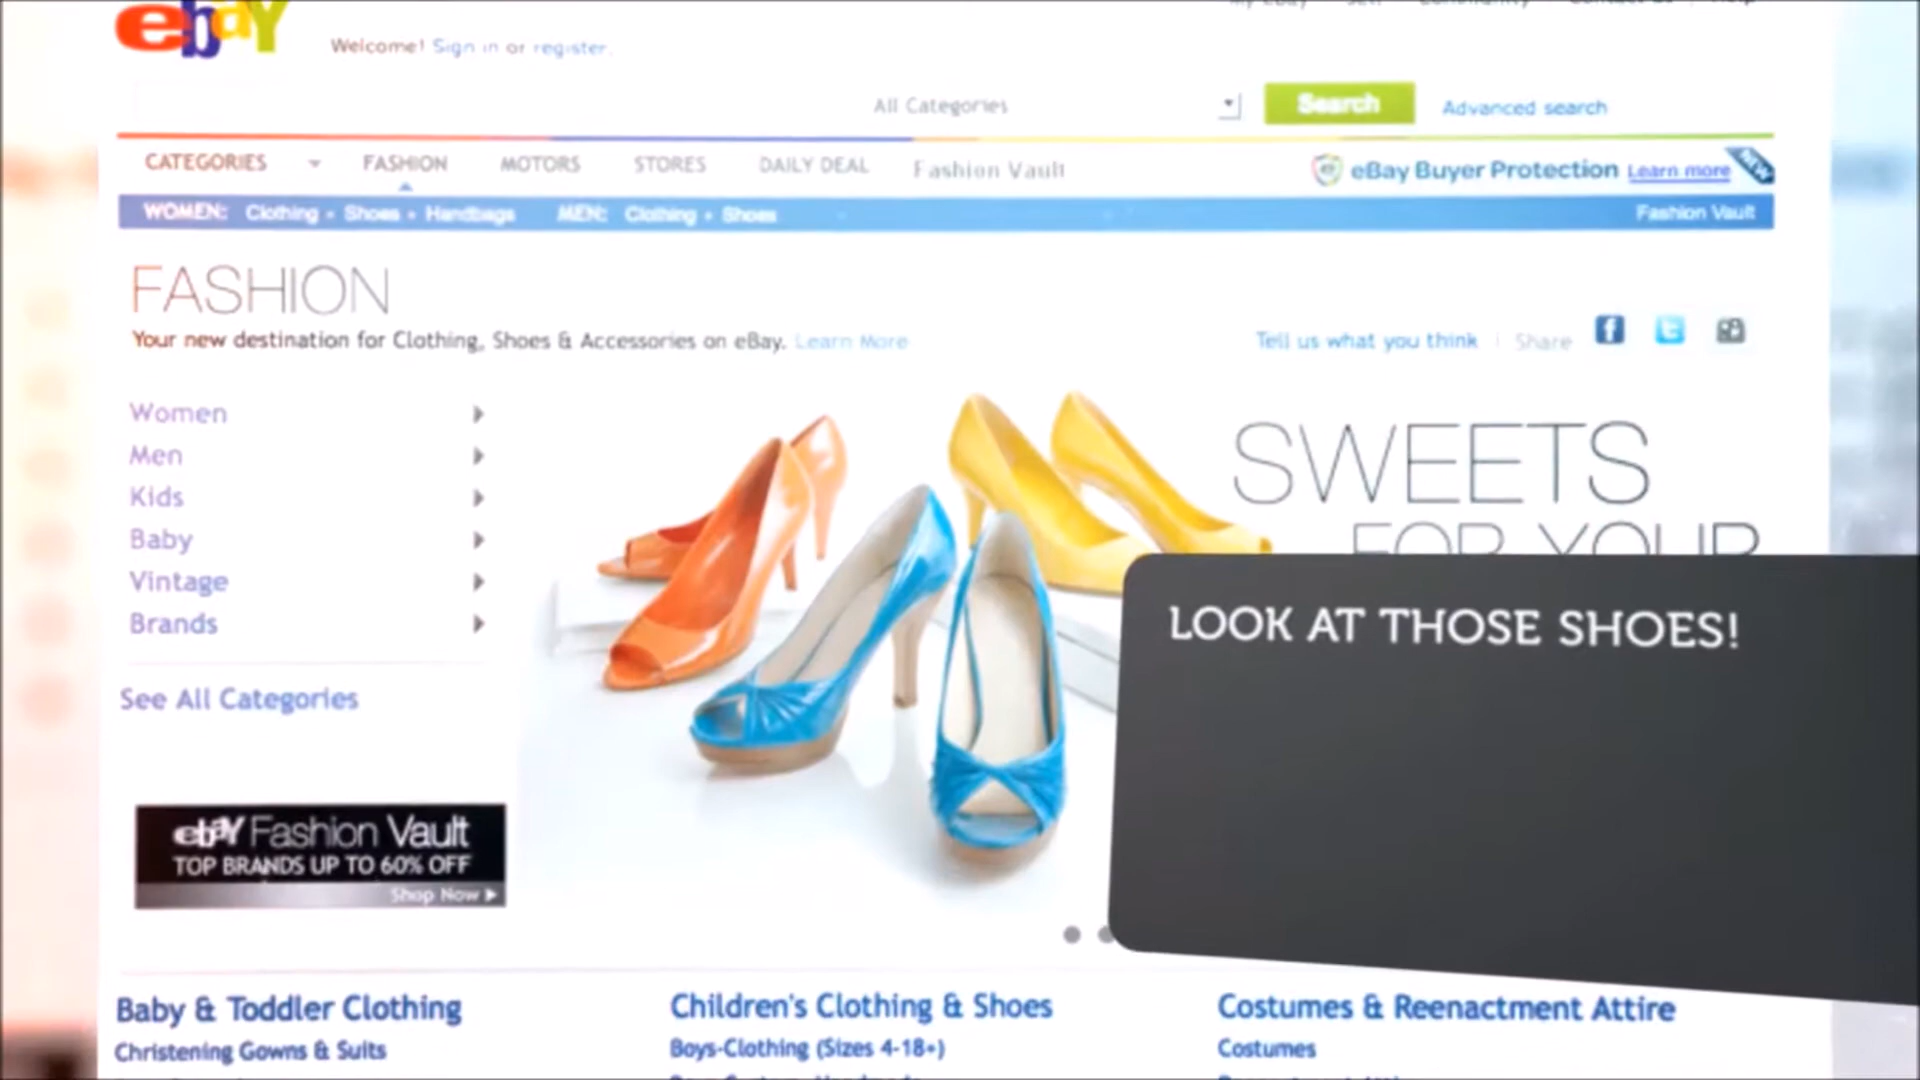 ebaY
Welcome! Sign in or register.
All Categories
Search
Advanced search
CATEGORIES FASHION MOTORS STORES DAILY DEAL Fashion Vault
eBay Buyer Protection Learn more
NEW
WOMEN: Clothing • Shoes • Handbags MEN: Clothing • Shoes
Fashion Vault
FASHION
Your new destination for Clothing, Shoes & Accessories on eBay. Learn More
Tell us what you think | Share
Women
Men
Kids
Baby
Vintage
Brands
See All Categories
SWEETS
FOR YOUR
LOOK AT THOSE SHOES!
ebaY Fashion Vault
TOP BRANDS UP TO 60% OFF
Shop Now
Baby & Toddler Clothing
Christening Gowns & Suits
Children's Clothing & Shoes
Boys-Clothing (Sizes 4-18+)
Costumes & Reenactment Attire
Costumes